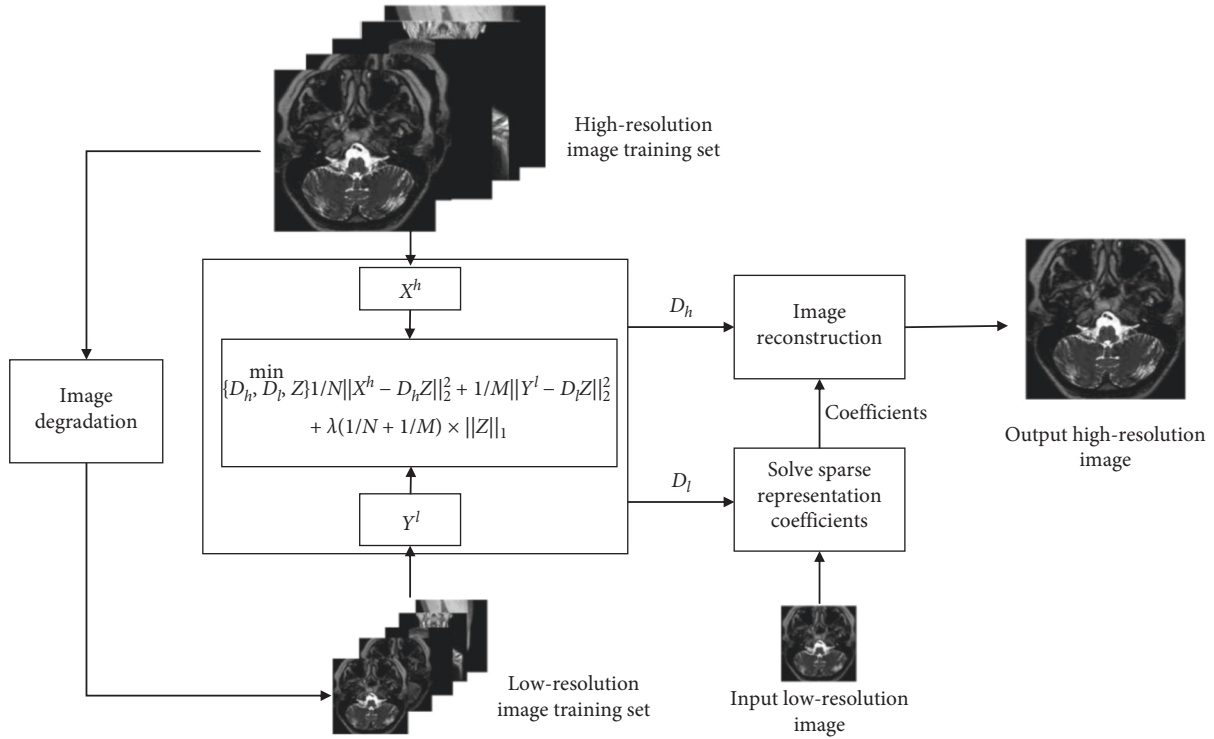 High-resolution
image training set
X^h
D_h
Image
reconstruction
min
{D_h, D_l, Z}1/N||X^h – D_hZ||_2^2 + 1/M||Y^l – D_lZ||_2^2
+ λ(1/N + 1/M) × ||Z||_1
Image
degradation
Coefficients
Output high-resolution
image
D_l
Solve sparse
representation
coefficients
Y^l
Low-resolution
image training set
Input low-resolution
image